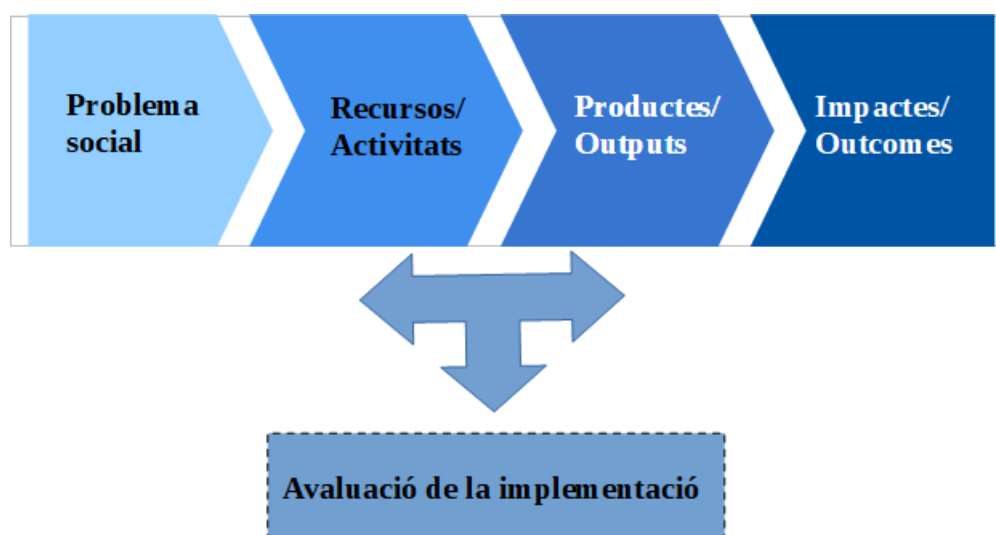 Problema
social
Recursos/
Activitats
Productes/
Outputs
Impactes/
Outcomes
Avaluació de la implementació